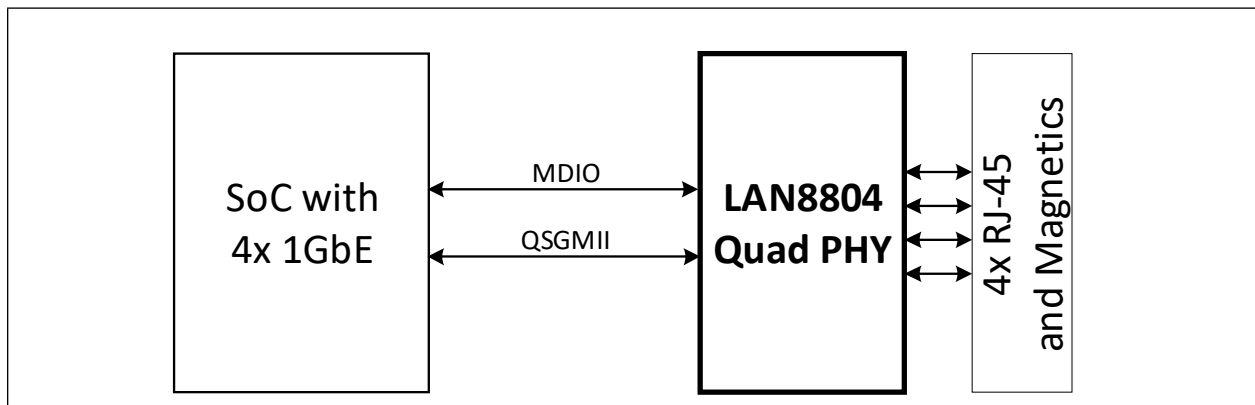 SoC with
4x 1GbE
MDIO
QSGMII
LAN8804
Quad PHY
4x RJ-45
and Magnetics